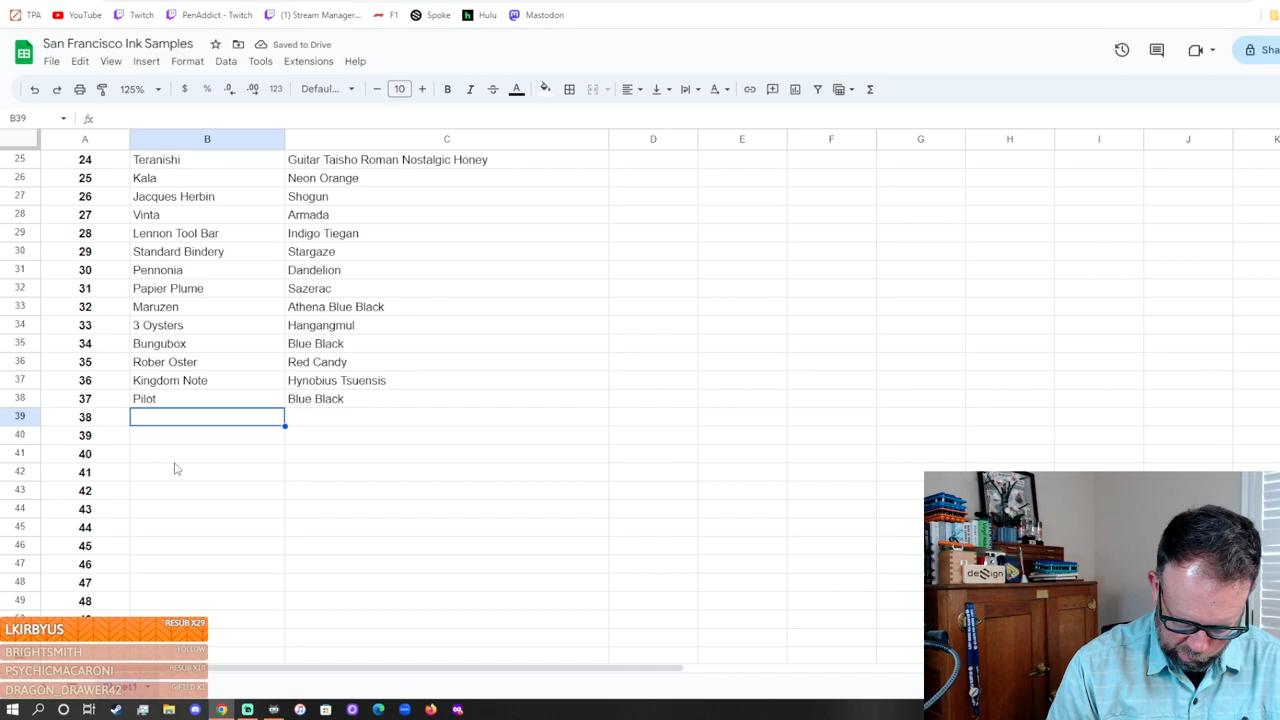 TPA YouTube Twitch PenAddict - Twitch (1) Stream Manager... F1 Spoke Hulu Mastodon
San Francisco Ink Samples Saved to Drive
File Edit View Insert Format Data Tools Extensions Help Sha
125% $ % .0 .00 123 Defaul... 10 B I A
B39 fx
A B C D E F G H I J K
25 24 Teranishi Guitar Taisho Roman Nostalgic Honey
26 25 Kala Neon Orange
27 26 Jacques Herbin Shogun
28 27 Vinta Armada
29 28 Lennon Tool Bar Indigo Tiegan
30 29 Standard Bindery Stargaze
31 30 Pennonia Dandelion
32 31 Papier Plume Sazerac
33 32 Maruzen Athena Blue Black
34 33 3 Oysters Hangangmul
35 34 Bungubox Blue Black
36 35 Rober Oster Red Candy
37 36 Kingdom Note Hynobius Tsuensis
38 37 Pilot Blue Black
39 38
40 39
41 40
42 41
43 42
44 43
45 44
46 45
47 46
48 47
49 48
LKIRBYUS RESUB X29
BRIGHTSMITH FOLLOW
PSYCHICMACARONI RESUB X10
DRAGON_DRAWER42 GIFTED X1
deSsign